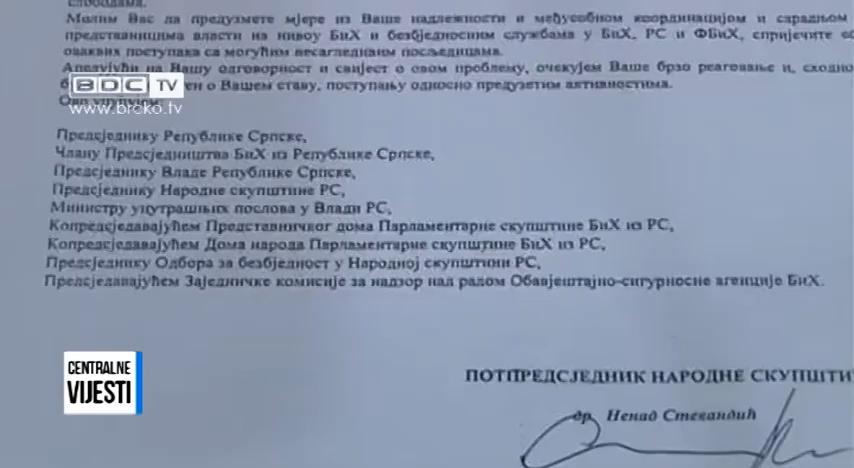 слободама.
Молим Вас да предузмете мјере из Ваше надлежности и међусобном координацијом и сарадњом
представницима власти на нивоу БиХ и безбједносним службама у БиХ, РС и ФБиХ, спријечите
оваквих поступака са могућим несагледивим посљедицама.
Апелујући на Вашу одговорност и свијест о овом проблему, очекујем Ваше брзо реаговање и,
о Вашем ставу, поступању односно предузетим активностима.
BDC TV
Ово упућујем:
www.brcko.tv
Предсједнику Републике Српске,
Члану Предсједништва БиХ из Републике Српске,
Предсједнику Владе Републике Српске,
Предсједнику Народне скупштине РС,
Министру унутрашњих послова у Влади РС,
Копредсједавајућем Представничког дома Парламентарне скупштине БиХ из РС,
Копредсједавајућем Дома народа Парламентарне скупштине БиХ из РС,
Предсједнику Одбора за безбједност у Народној скупштини РС,
Предсједавајућем Заједничке комисије за надзор над радом Обавјештајно-сигурносне агенције БиХ.
CENTRALNE
VIJESTI
ПОТПРЕДСЈЕДНИК НАРОДНЕ
др Ненад Стевандић